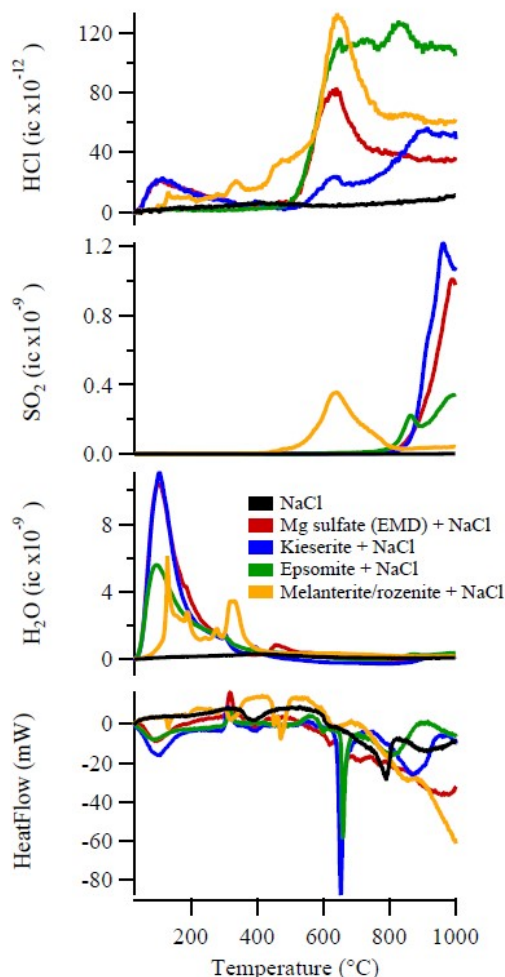 HCl (ic x10-12)
120
80
40
0
SO2 (ic x10-9)
1.2
0.8
0.4
0.0
H2O (ic x10-9)
8
4
0
NaCl
Mg sulfate (EMD) + NaCl
Kieserite + NaCl
Epsomite + NaCl
Melanterite/rozenite + NaCl
HeatFlow (mW)
0
-20
-40
-60
-80
200 400 600 800 1000
Temperature (°C)